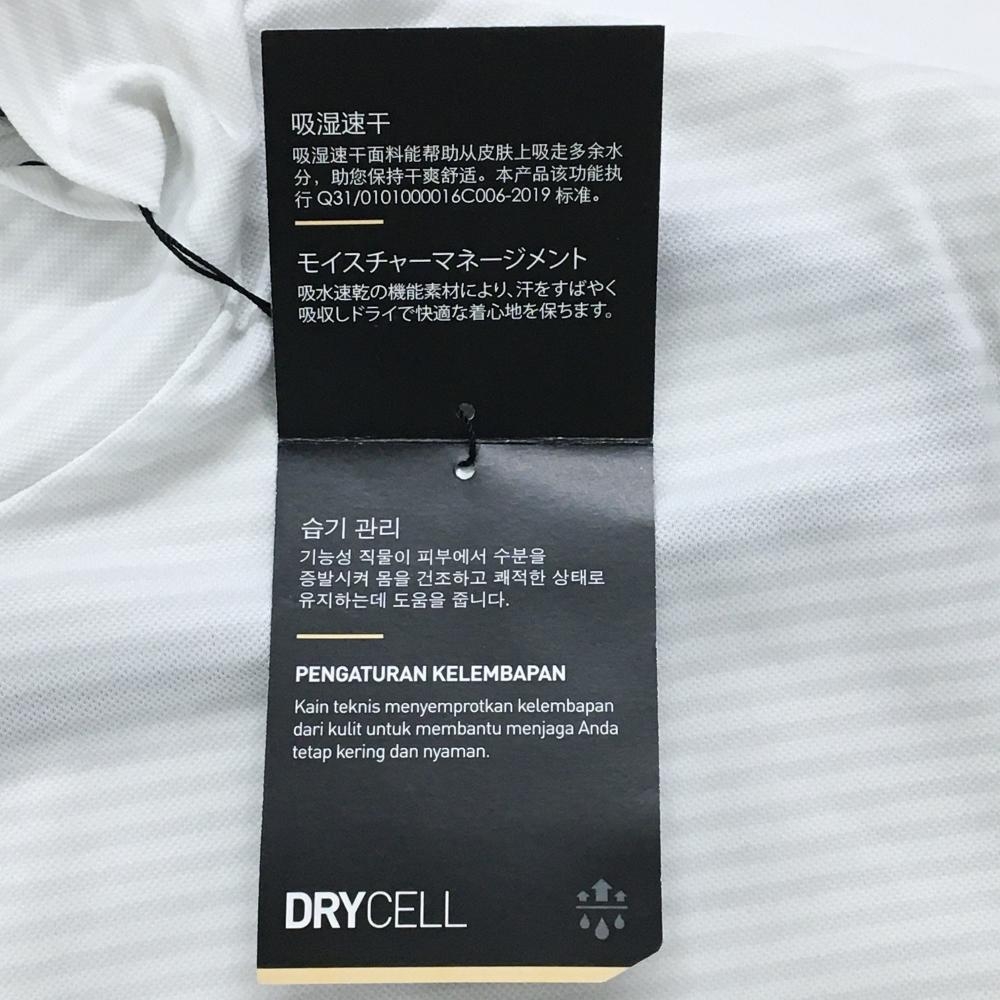 吸湿速干
吸湿速干面料能帮助从皮肤上吸走多余水
分，助您保持干爽舒适。本产品该功能执
行 Q31/0101000016C006-2019 标准。
モイスチャーマネージメント
吸水速乾の機能素材により、汗をすばやく
吸収しドライで快適な着心地を保ちます。
습기 관리
기능성 직물이 피부에서 수분을
증발시켜 몸을 건조하고 쾌적한 상태로
유지하는데 도움을 줍니다.
PENGATURAN KELEMBAPAN
Kain teknis menyemprotkan kelembapan
dari kulit untuk membantu menjaga Anda
tetap kering dan nyaman.
DRYCELL